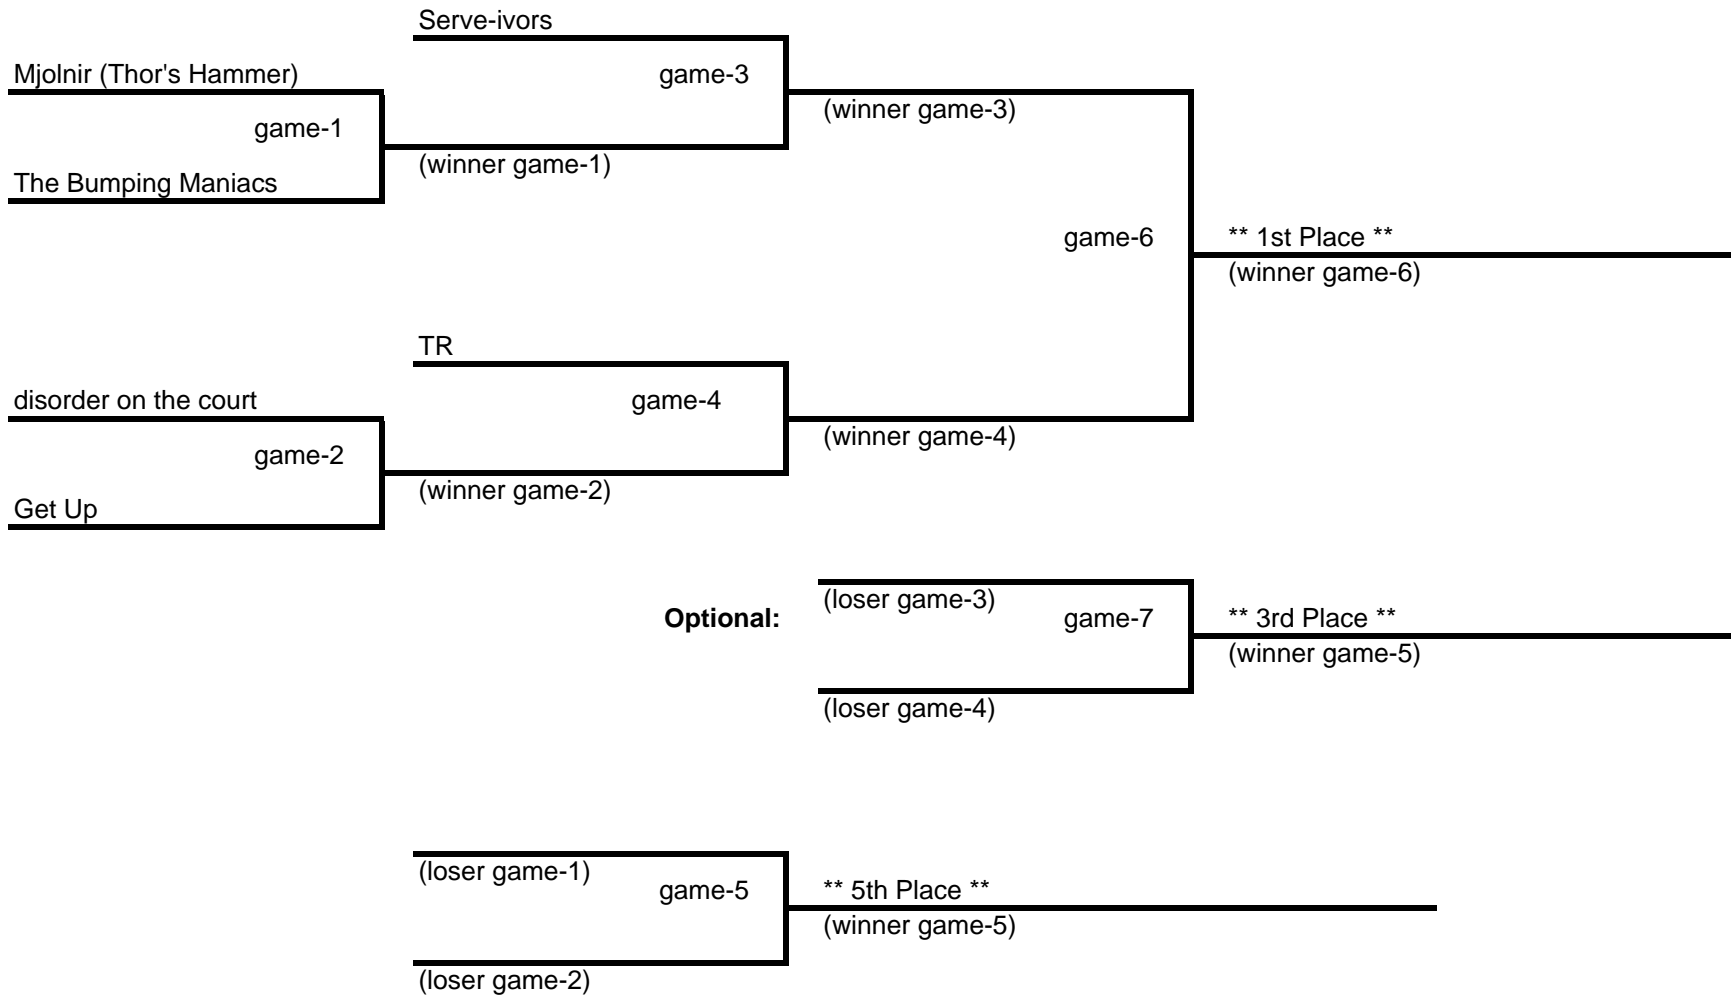 Serve-ivors
Mjolnir (Thor's Hammer)
game-3
(winner game-3)
game-1
(winner game-1)
The Bumping Maniacs
game-6
** 1st Place **
(winner game-6)
TR
disorder on the court
game-4
(winner game-4)
game-2
(winner game-2)
Get Up
Optional:
(loser game-3)
game-7
** 3rd Place **
(winner game-5)
(loser game-4)
(loser game-1)
game-5
** 5th Place **
(winner game-5)
(loser game-2)